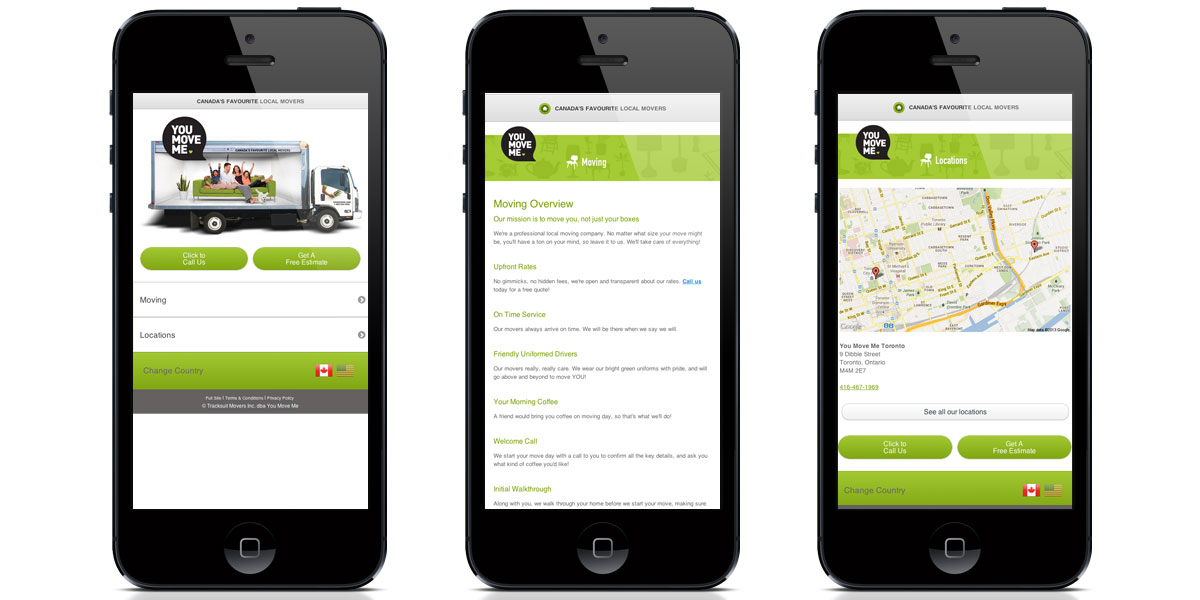 CANADA'S FAVOURITE LOCAL MOVERS
YOU
MOVE
ME
CANADA'S FAVOURITE LOCAL MOVERS
Click to
Call Us
Get A
Free Estimate
Moving
Locations
Change Country
Full Site | Terms & Conditions | Privacy Policy
© Tracksuit Movers Inc. dba You Move Me
CANADA'S FAVOURITE LOCAL MOVERS
YOU
MOVE
ME
Moving
Moving Overview
Our mission is to move you, not just your boxes
We're a professional local moving company. No matter what size your move might
be, you'll have a ton on your mind, so leave it to us. We'll take care of everything!
Upfront Rates
No gimmicks, no hidden fees, we're open and transparent about our rates. Call us
today for a free quote!
On Time Service
Our movers always arrive on time. We will be there when we say we will.
Friendly Uniformed Drivers
Our movers really, really care. We wear our bright green uniforms with pride, and will
go above and beyond to move YOU!
Your Morning Coffee
A friend would bring you coffee on moving day, so that's what we'll do!
Welcome Call
We start your move day with a call to you to confirm all the key details, and ask you
what kind of coffee you'd like!
Initial Walkthrough
Along with you, we walk through your home before we start your move, making sure
CANADA'S FAVOURITE LOCAL MOVERS
YOU
MOVE
ME
Locations
CABBAGETOWN
Toronto
Public Library
REGENT
PARK
St Michael's
Hospital
CORKTOWN
Gardiner Expy
Google
Map data ©2013 Google
You Move Me Toronto
9 Dibble Street
Toronto, Ontario
M4M 2E7
416-467-1969
See all our locations
Click to
Call Us
Get A
Free Estimate
Change Country